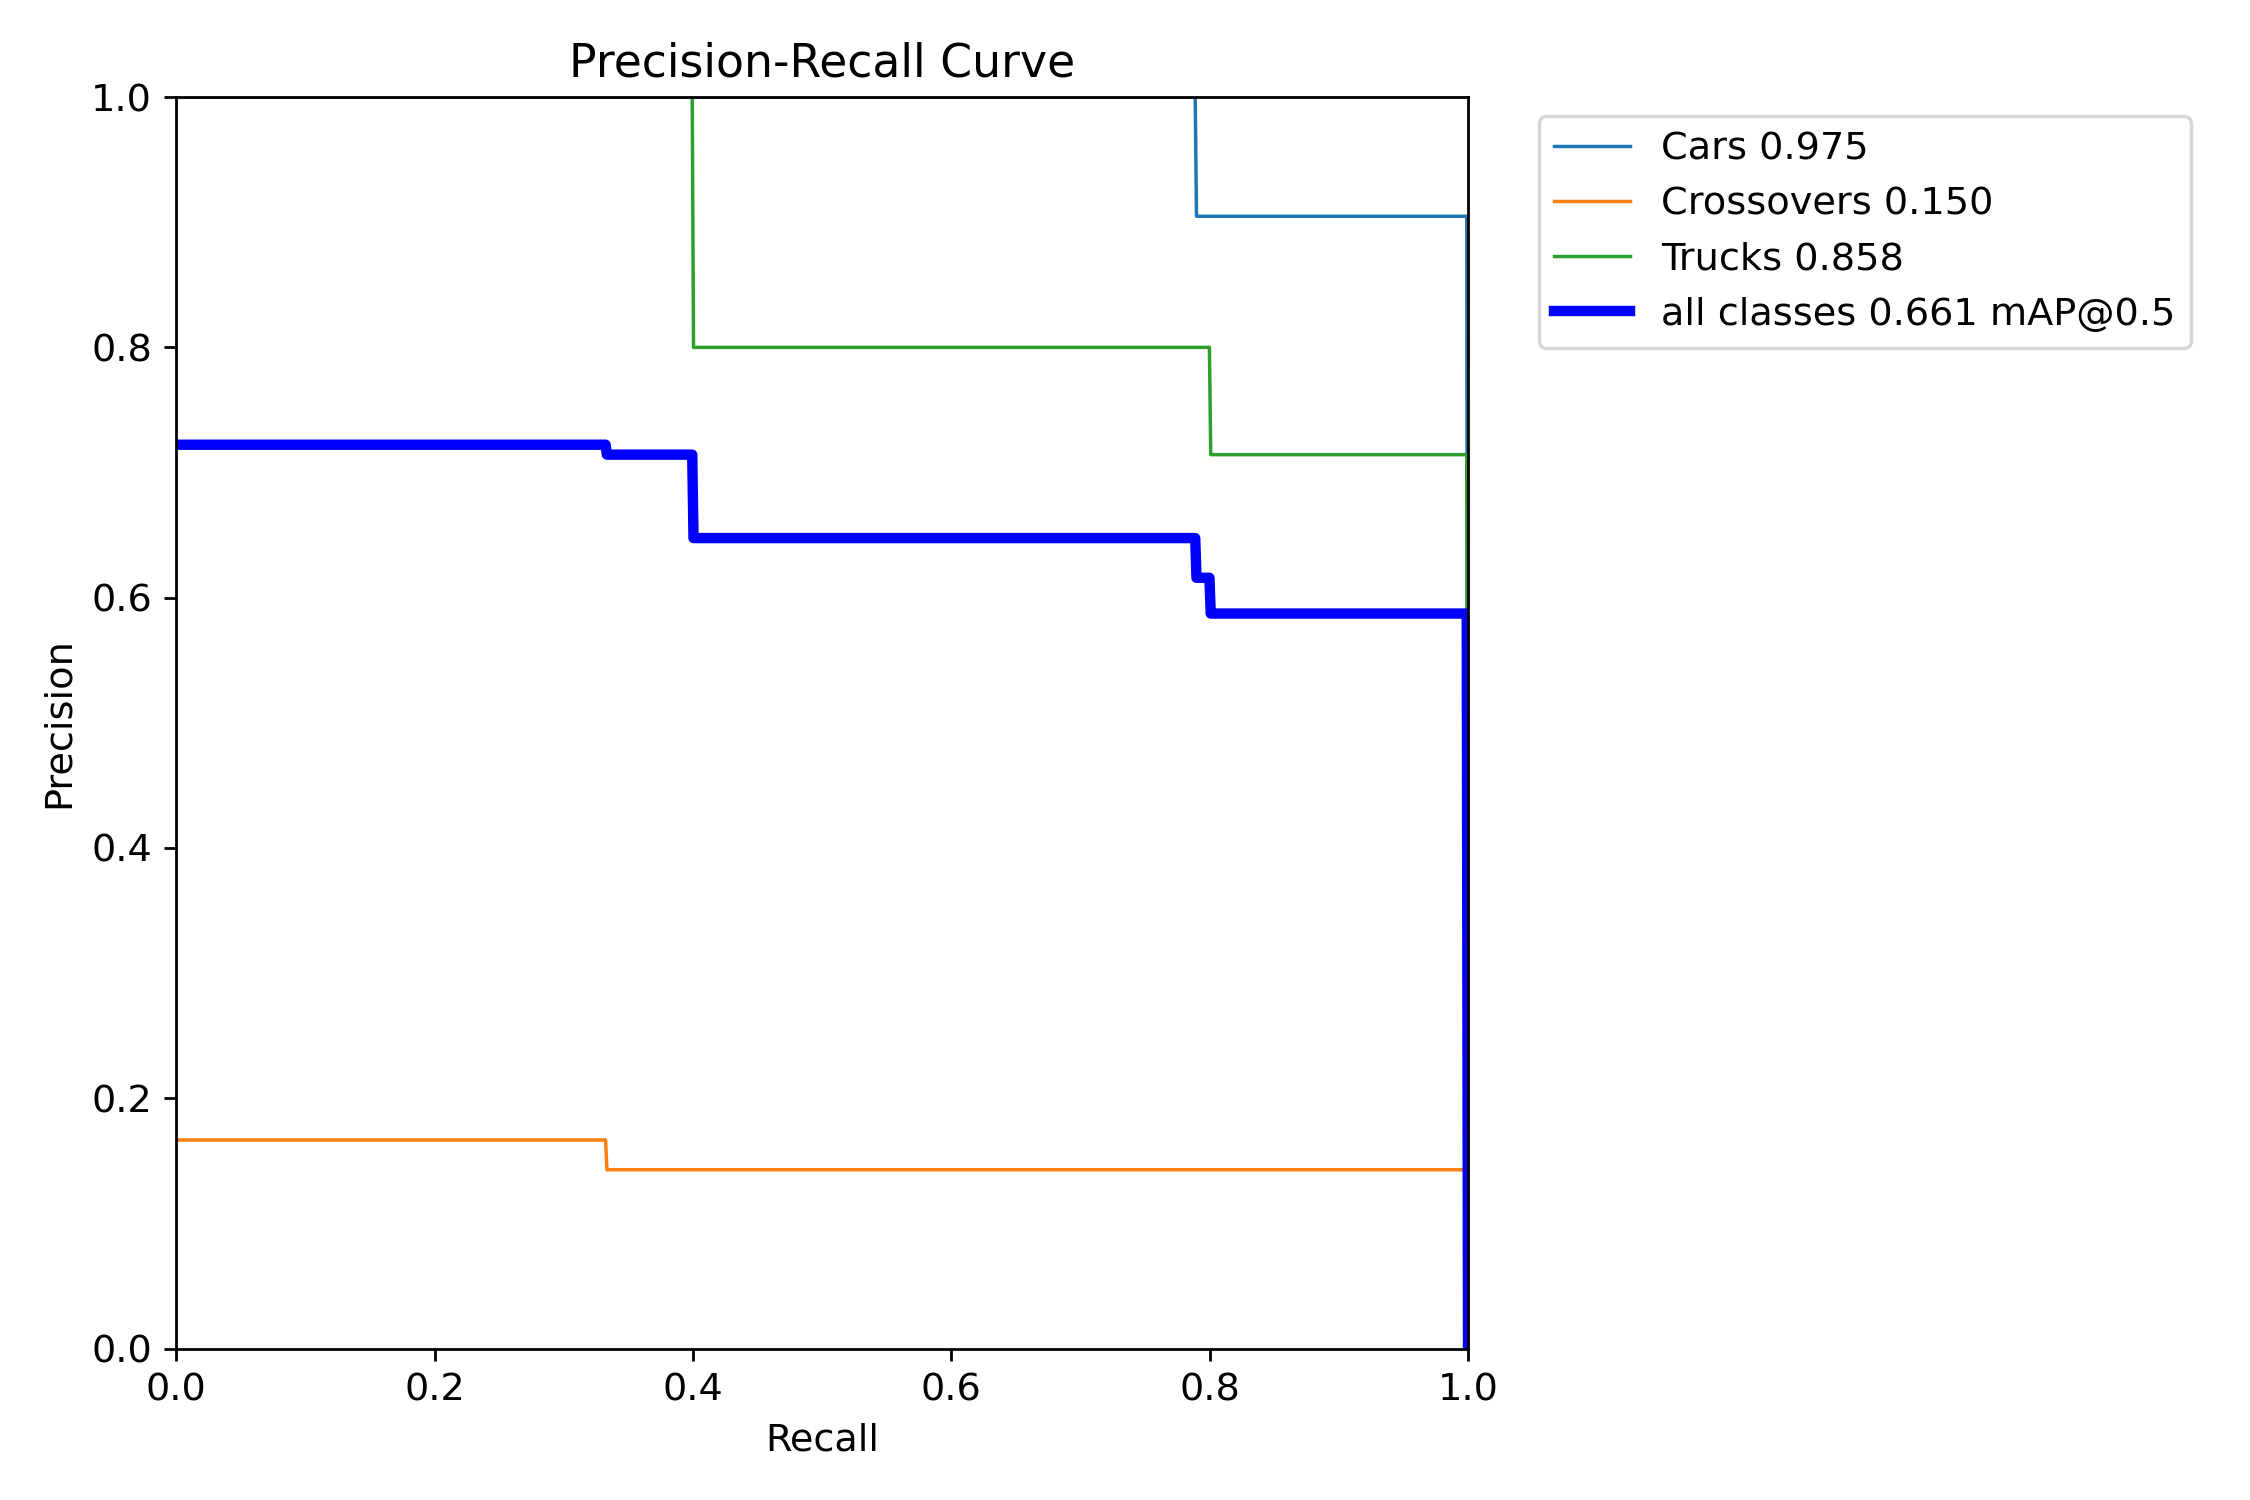 Precision-Recall Curve
1.0
0.8
0.6
0.4
0.2
0.0
Precision
0.0 0.2 0.4 0.6 0.8 1.0
Recall
Cars 0.975
Crossovers 0.150
Trucks 0.858
all classes 0.661 mAP@0.5